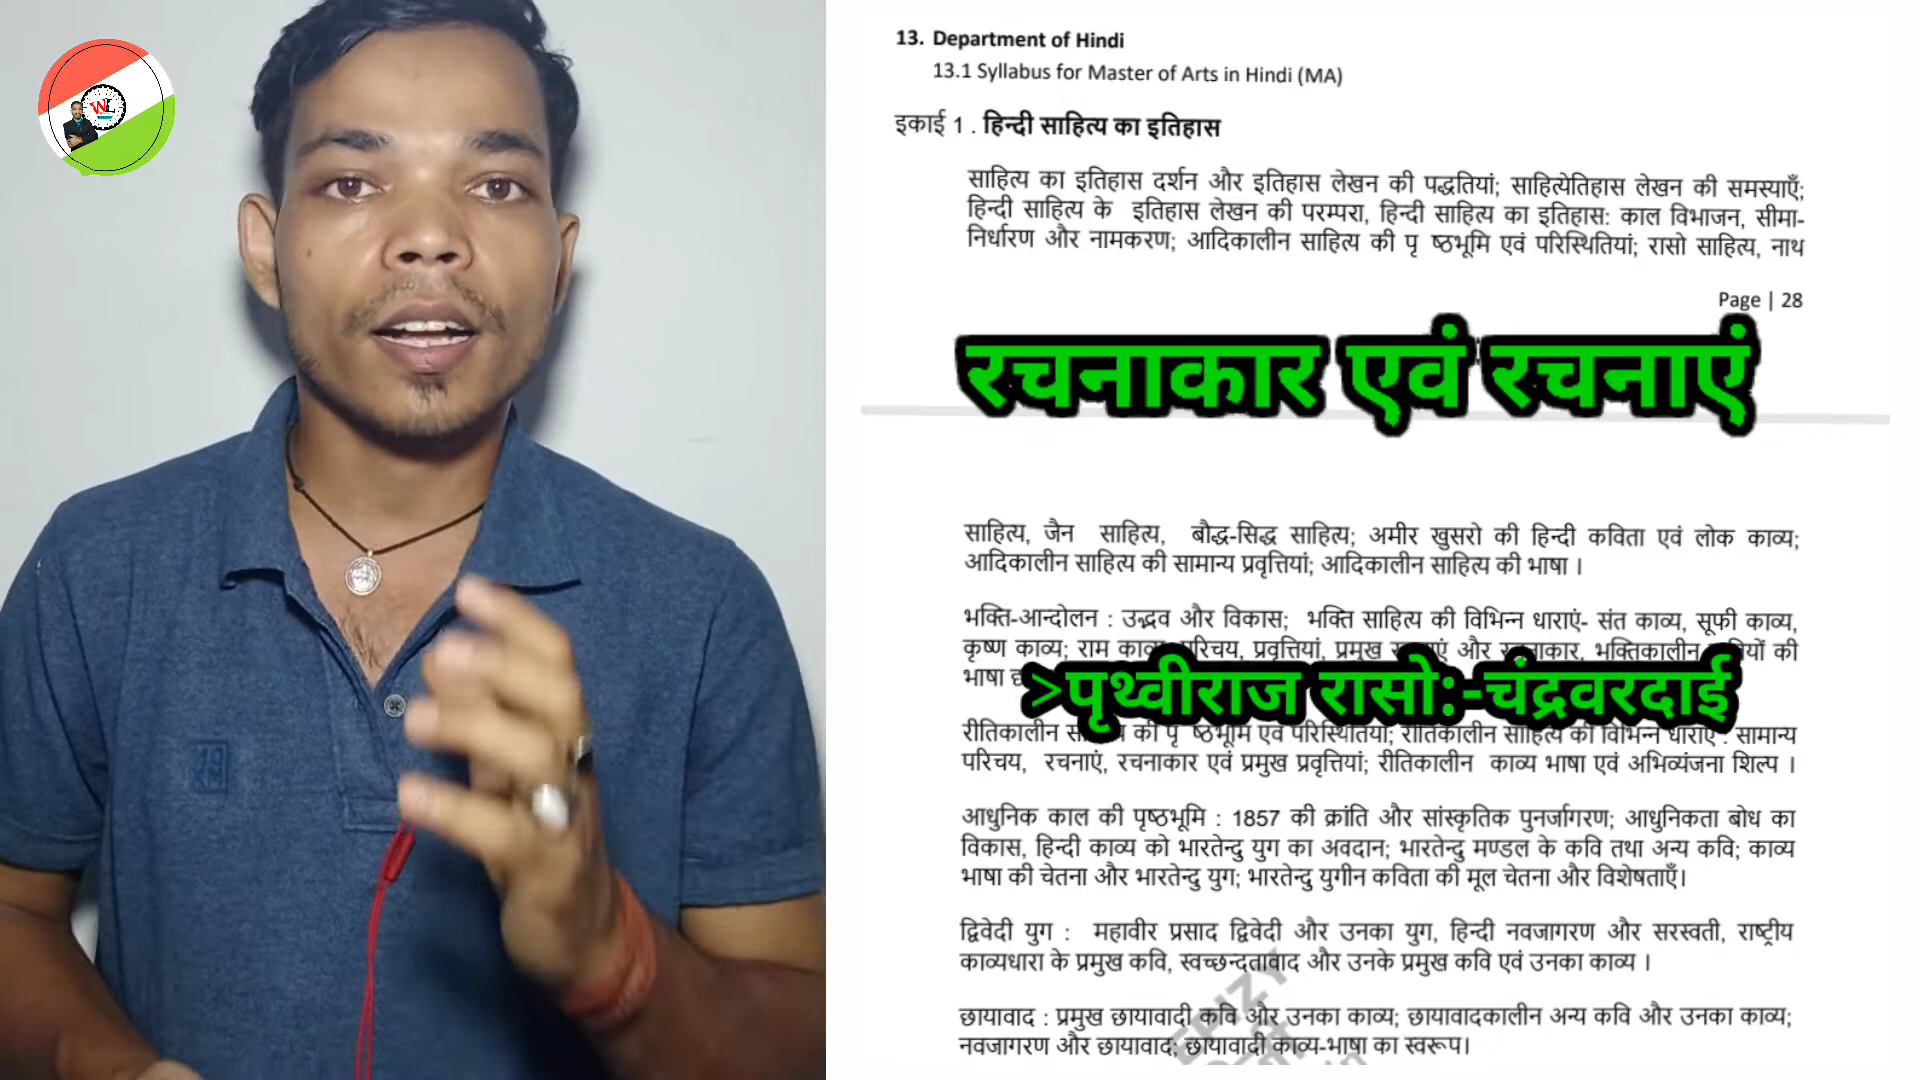 WL
13. Department of Hindi
13.1 Syllabus for Master of Arts in Hindi (MA)
इकाई 1 . हिन्दी साहित्य का इतिहास
साहित्य का इतिहास दर्शन और इतिहास लेखन की पद्धतियां; साहित्येतिहास लेखन की समस्याएँ;
हिन्दी साहित्य के इतिहास लेखन की परम्परा, हिन्दी साहित्य का इतिहास: काल विभाजन, सीमा-
निर्धारण और नामकरण; आदिकालीन साहित्य की पृ ष्ठभूमि एवं परिस्थितियां; रासो साहित्य, नाथ
Page | 28
रचनाकार एवं रचनाएं
साहित्य, जैन साहित्य, बौद्ध-सिद्ध साहित्य; अमीर खुसरो की हिन्दी कविता एवं लोक काव्य;
आदिकालीन साहित्य की सामान्य प्रवृत्तियां; आदिकालीन साहित्य की भाषा ।
भक्ति-आन्दोलन : उद्भव और विकास; भक्ति साहित्य की विभिन्न धाराएं- संत काव्य, सूफी काव्य,
कृष्ण काव्य; राम परिचय, प्रवृत्तियां, प्रमुख और भक्तिकालीन की
भाषा
>पृथ्वीराज रासो:-चंद्रवरदाई
रीतिकालीन की पृ ष्ठभूमि एवं परिस्थितियां; रीतिकालीन साहित्य की विभिन्न धाराएं : सामान्य
परिचय, रचनाएं, रचनाकार एवं प्रमुख प्रवृत्तियां; रीतिकालीन काव्य भाषा एवं अभिव्यंजना शिल्प ।
आधुनिक काल की पृष्ठभूमि : 1857 की क्रांति और सांस्कृतिक पुनर्जागरण; आधुनिकता बोध का
विकास, हिन्दी काव्य को भारतेन्दु युग का अवदान; भारतेन्दु मण्डल के कवि तथा अन्य कवि; काव्य
भाषा की चेतना और भारतेन्दु युग; भारतेन्दु युगीन कविता की मूल चेतना और विशेषताएँ।
द्विवेदी युग : महावीर प्रसाद द्विवेदी और उनका युग, हिन्दी नवजागरण और सरस्वती, राष्ट्रीय
काव्यधारा के प्रमुख कवि, स्वच्छन्दतावाद और उनके प्रमुख कवि एवं उनका काव्य ।
छायावाद : प्रमुख छायावादी कवि और उनका काव्य; छायावादकालीन अन्य कवि और उनका काव्य;
नवजागरण और छायावाद; छायावादी काव्य-भाषा का स्वरूप।